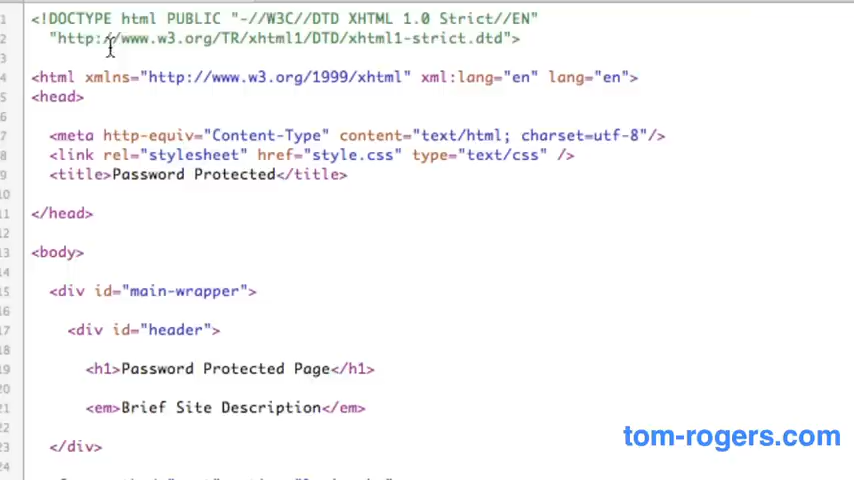 1 <!DOCTYPE html PUBLIC "-//W3C//DTD XHTML 1.0 Strict//EN"
2 "http://www.w3.org/TR/xhtml1/DTD/xhtml1-strict.dtd">
3
4 <html xmlns="http://www.w3.org/1999/xhtml" xml:lang="en" lang="en">
5 <head>
6
7 <meta http-equiv="Content-Type" content="text/html; charset=utf-8"/>
8 <link rel="stylesheet" href="style.css" type="text/css" />
9 <title>Password Protected</title>
10
11 </head>
12
13 <body>
14
15 <div id="main-wrapper">
16
17 <div id="header">
18
19 <h1>Password Protected Page</h1>
20
21 <em>Brief Site Description</em>
22
23 </div>
24
tom-rogers.com